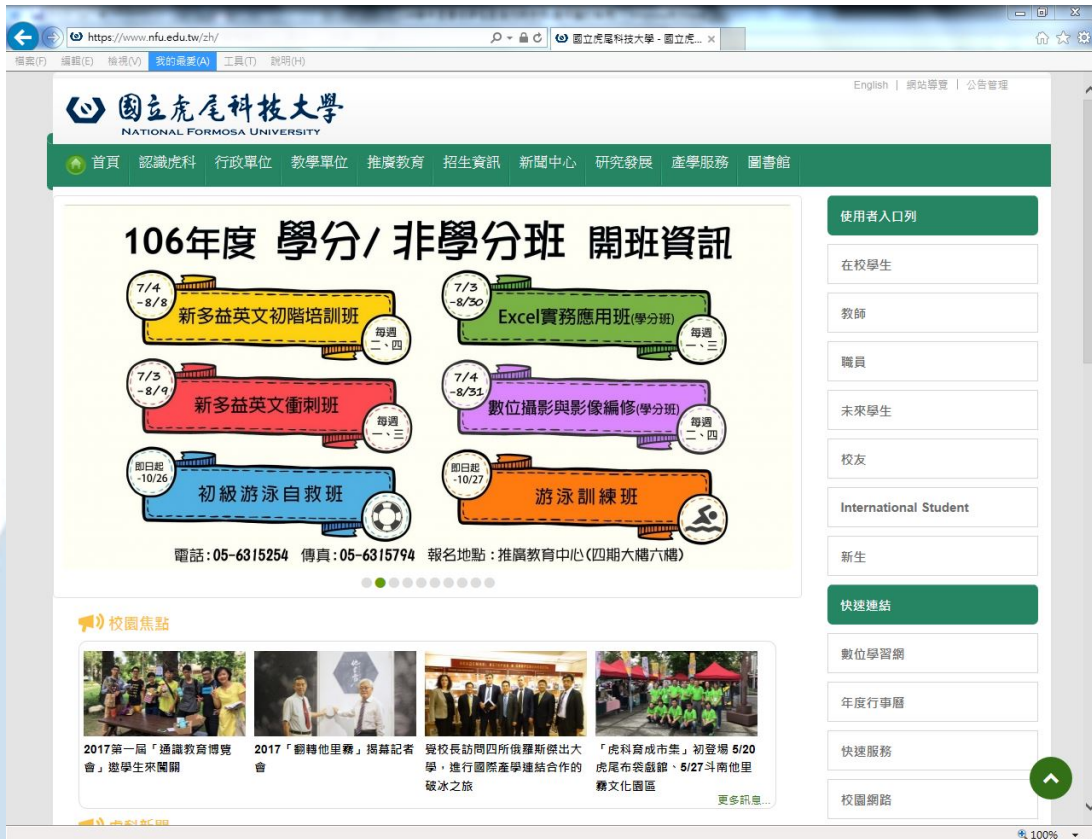 https://www.nfu.edu.tw/zh/
國立虎尾科技大學 - 國立虎... ×
檔案(F) 編輯(E) 檢視(V) 我的最愛(A) 工具(T) 說明(H)
English | 網站導覽 | 公告管理
國立虎尾科技大學
NATIONAL FORMOSA UNIVERSITY
首頁 認識虎科 行政單位 教學單位 推廣教育 招生資訊 新聞中心 研究發展 產學服務 圖書館
106年度 學分/非學分班 開班資訊
7/4
-8/8
新多益英文初階培訓班
每週
二、四
7/3
-8/30
Excel實務應用班(學分班)
每週
一、三
7/3
-8/9
新多益英文衝刺班
每週
一、三
7/4
-8/31
數位攝影與影像編修(學分班)
每週
二、四
即日起
-10/26
初級游泳自救班
即日起
-10/27
游泳訓練班
電話:05-6315254 傳真:05-6315794 報名地點:推廣教育中心(四期大樓六樓)
使用者入口列
在校學生
教師
職員
未來學生
校友
International Student
新生
快速連結
數位學習網
年度行事曆
快速服務
校園網路
校園焦點
2017第一屆「通識教育博覽
會」邀學生來闖關
2017「翻轉他里霧」揭幕記者
會
覺校長訪問四所俄羅斯傑出大
學,進行國際產學連結合作的
破冰之旅
「虎科育成市集」初登場 5/20
虎尾布袋戲館、5/27斗南他里
霧文化園區
更多訊息...
虎科新聞
100%